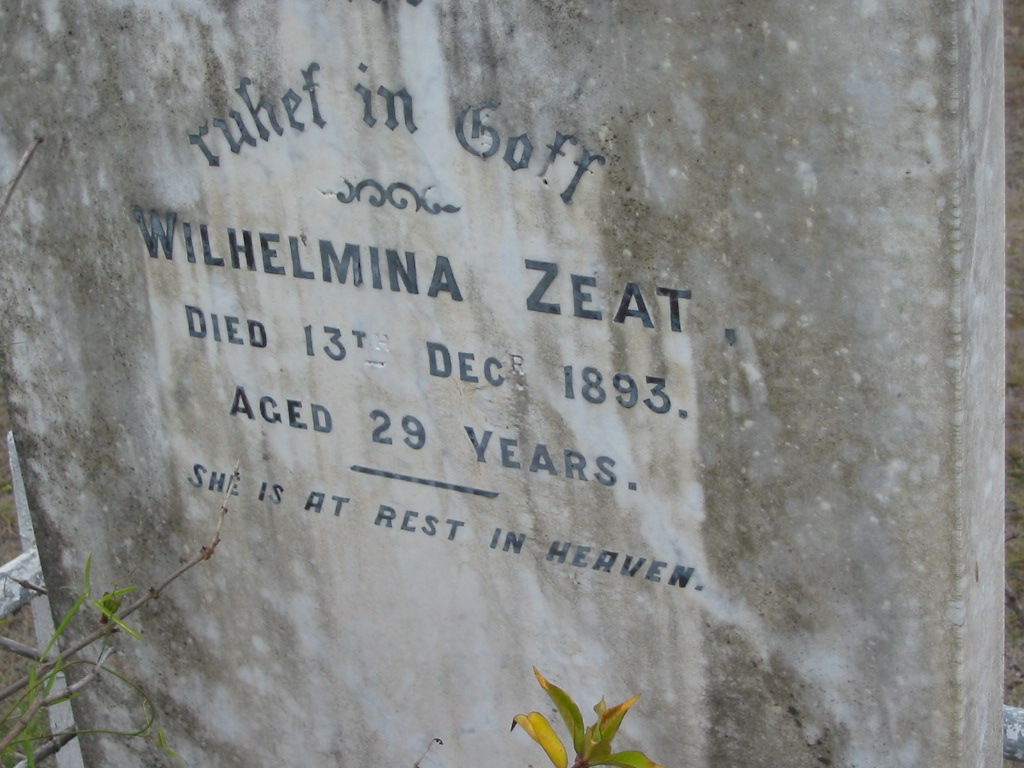 ruhet in Gott
WILHELMINA ZEAT,
DIED 13TH DECR 1893.
AGED 29 YEARS.
SHE IS AT REST IN HEAVEN.